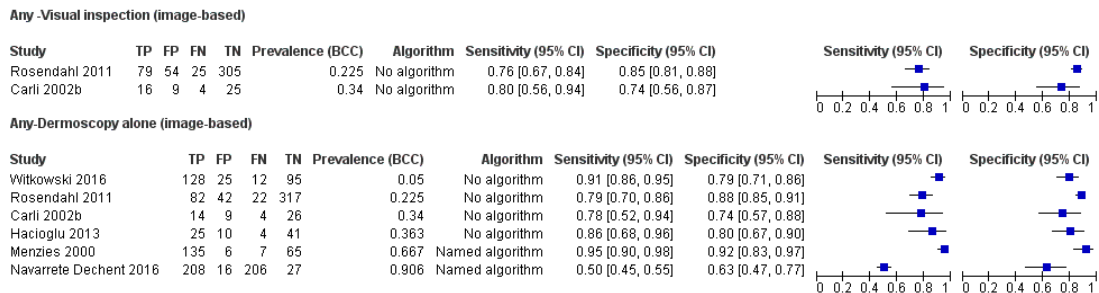 Any -Visual inspection (image-based)
Study TP FP FN TN Prevalence (BCC) Algorithm Sensitivity (95% CI) Specificity (95% CI) Sensitivity (95% CI) Specificity (95% CI)
Rosendahl 2011 79 54 25 305 0.225 No algorithm 0.76 [0.67, 0.84] 0.85 [0.81, 0.88]
Carli 2002b 16 9 4 25 0.34 No algorithm 0.80 [0.56, 0.94] 0.74 [0.56, 0.87]
0 0.2 0.4 0.6 0.8 1 0 0.2 0.4 0.6 0.8 1
Any-Dermoscopy alone (image-based)
Study TP FP FN TN Prevalence (BCC) Algorithm Sensitivity (95% CI) Specificity (95% CI) Sensitivity (95% CI) Specificity (95% CI)
Witkowski 2016 128 25 12 95 0.05 No algorithm 0.91 [0.86, 0.95] 0.79 [0.71, 0.86]
Rosendahl 2011 82 42 22 317 0.225 No algorithm 0.79 [0.70, 0.86] 0.88 [0.85, 0.91]
Carli 2002b 14 9 4 26 0.34 No algorithm 0.78 [0.52, 0.94] 0.74 [0.57, 0.88]
Hacioglu 2013 25 10 4 41 0.363 No algorithm 0.86 [0.68, 0.96] 0.80 [0.67, 0.90]
Menzies 2000 135 6 7 65 0.667 Named algorithm 0.95 [0.90, 0.98] 0.92 [0.83, 0.97]
Navarrete Dechent 2016 208 16 206 27 0.906 Named algorithm 0.50 [0.45, 0.55] 0.63 [0.47, 0.77]
0 0.2 0.4 0.6 0.8 1 0 0.2 0.4 0.6 0.8 1